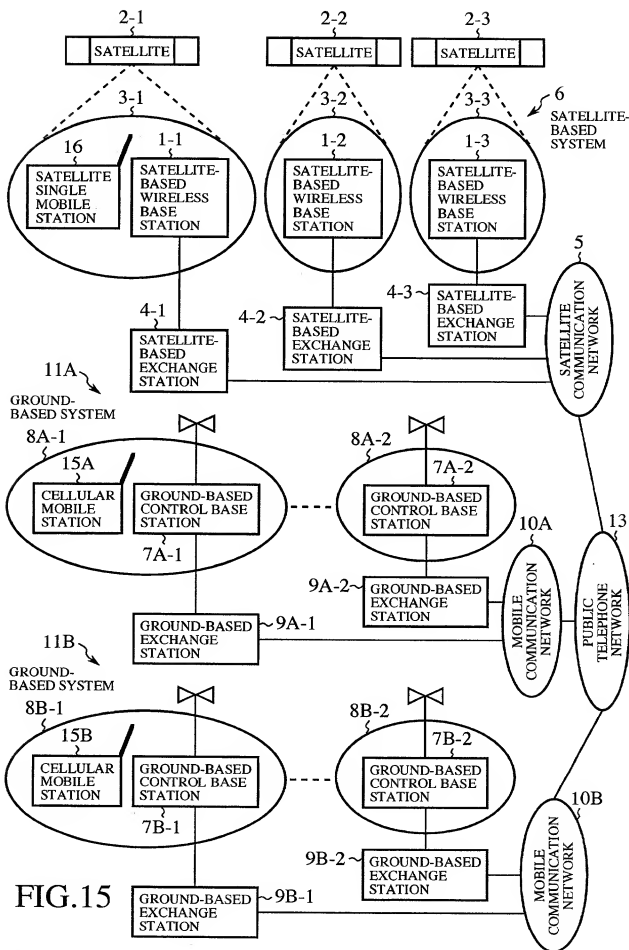 2-1
2-2
2-3
SATELLITE
SATELLITE
SATELLITE
3-1
3-2
3-3
6
SATELLITE-
BASED
SYSTEM
16
1-1
1-2
1-3
SATELLITE
SINGLE
MOBILE
STATION
SATELLITE-
BASED
WIRELESS
BASE
STATION
SATELLITE-
BASED
WIRELESS
BASE
STATION
SATELLITE-
BASED
WIRELESS
BASE
STATION
5
4-1
4-2
4-3
SATELLITE-
BASED
EXCHANGE
STATION
SATELLITE-
BASED
EXCHANGE
STATION
SATELLITE-
BASED
EXCHANGE
STATION
SATELLITE
COMMUNICATION
NETWORK
11A
GROUND-
BASED SYSTEM
8A-1
15A
CELLULAR
MOBILE
STATION
GROUND-BASED
CONTROL BASE
STATION
7A-1
8A-2
7A-2
GROUND-BASED
CONTROL BASE
STATION
10A
13
9A-2
GROUND-BASED
EXCHANGE
STATION
MOBILE
COMMUNICATION
NETWORK
PUBLIC
TELEPHONE
NETWORK
GROUND-BASED
EXCHANGE
STATION
9A-1
11B
GROUND-
BASED SYSTEM
8B-1
15B
CELLULAR
MOBILE
STATION
GROUND-BASED
CONTROL BASE
STATION
7B-1
8B-2
7B-2
GROUND-BASED
CONTROL BASE
STATION
10B
9B-2
GROUND-BASED
EXCHANGE
STATION
MOBILE
COMMUNICATION
NETWORK
GROUND-BASED
EXCHANGE
STATION
9B-1
FIG.15